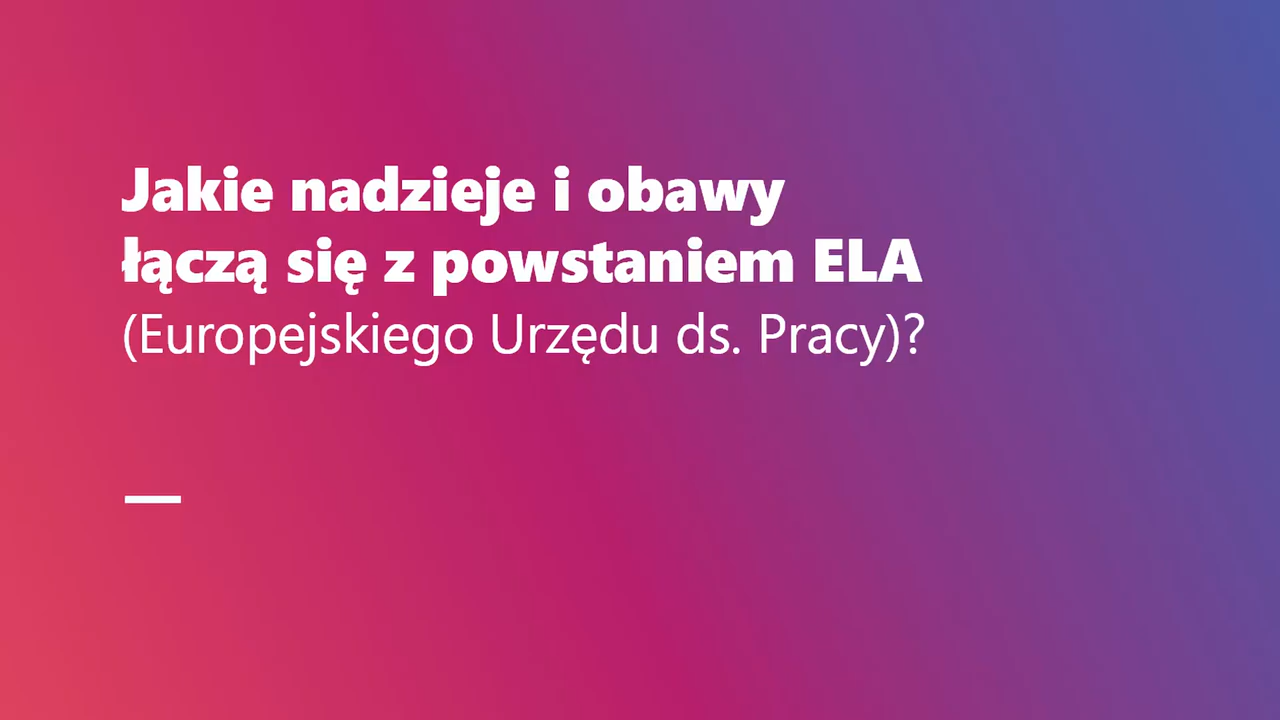 Jakie nadzieje i obawy
łączą się z powstaniem ELA
(Europejskiego Urzędu ds. Pracy)?